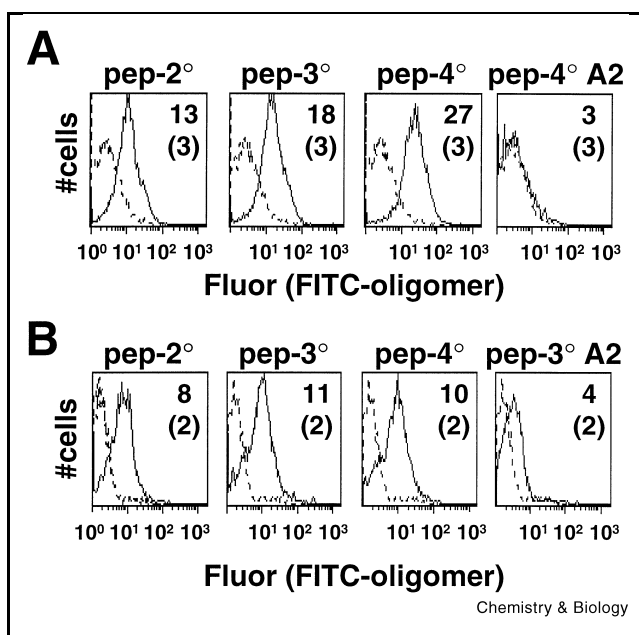 A
pep-2° pep-3° pep-4° pep-4° A2
#cells
13 18 27 3
(3) (3) (3) (3)
10⁰ 10¹ 10² 10³ 10¹ 10² 10³ 10¹ 10² 10³ 10¹ 10² 10³
Fluor (FITC-oligomer)
B
pep-2° pep-3° pep-4° pep-3° A2
#cells
8 11 10 4
(2) (2) (2) (2)
10⁰ 10¹ 10² 10³ 10¹ 10² 10³ 10¹ 10² 10³ 10¹ 10² 10³
Fluor (FITC-oligomer)
Chemistry & Biology